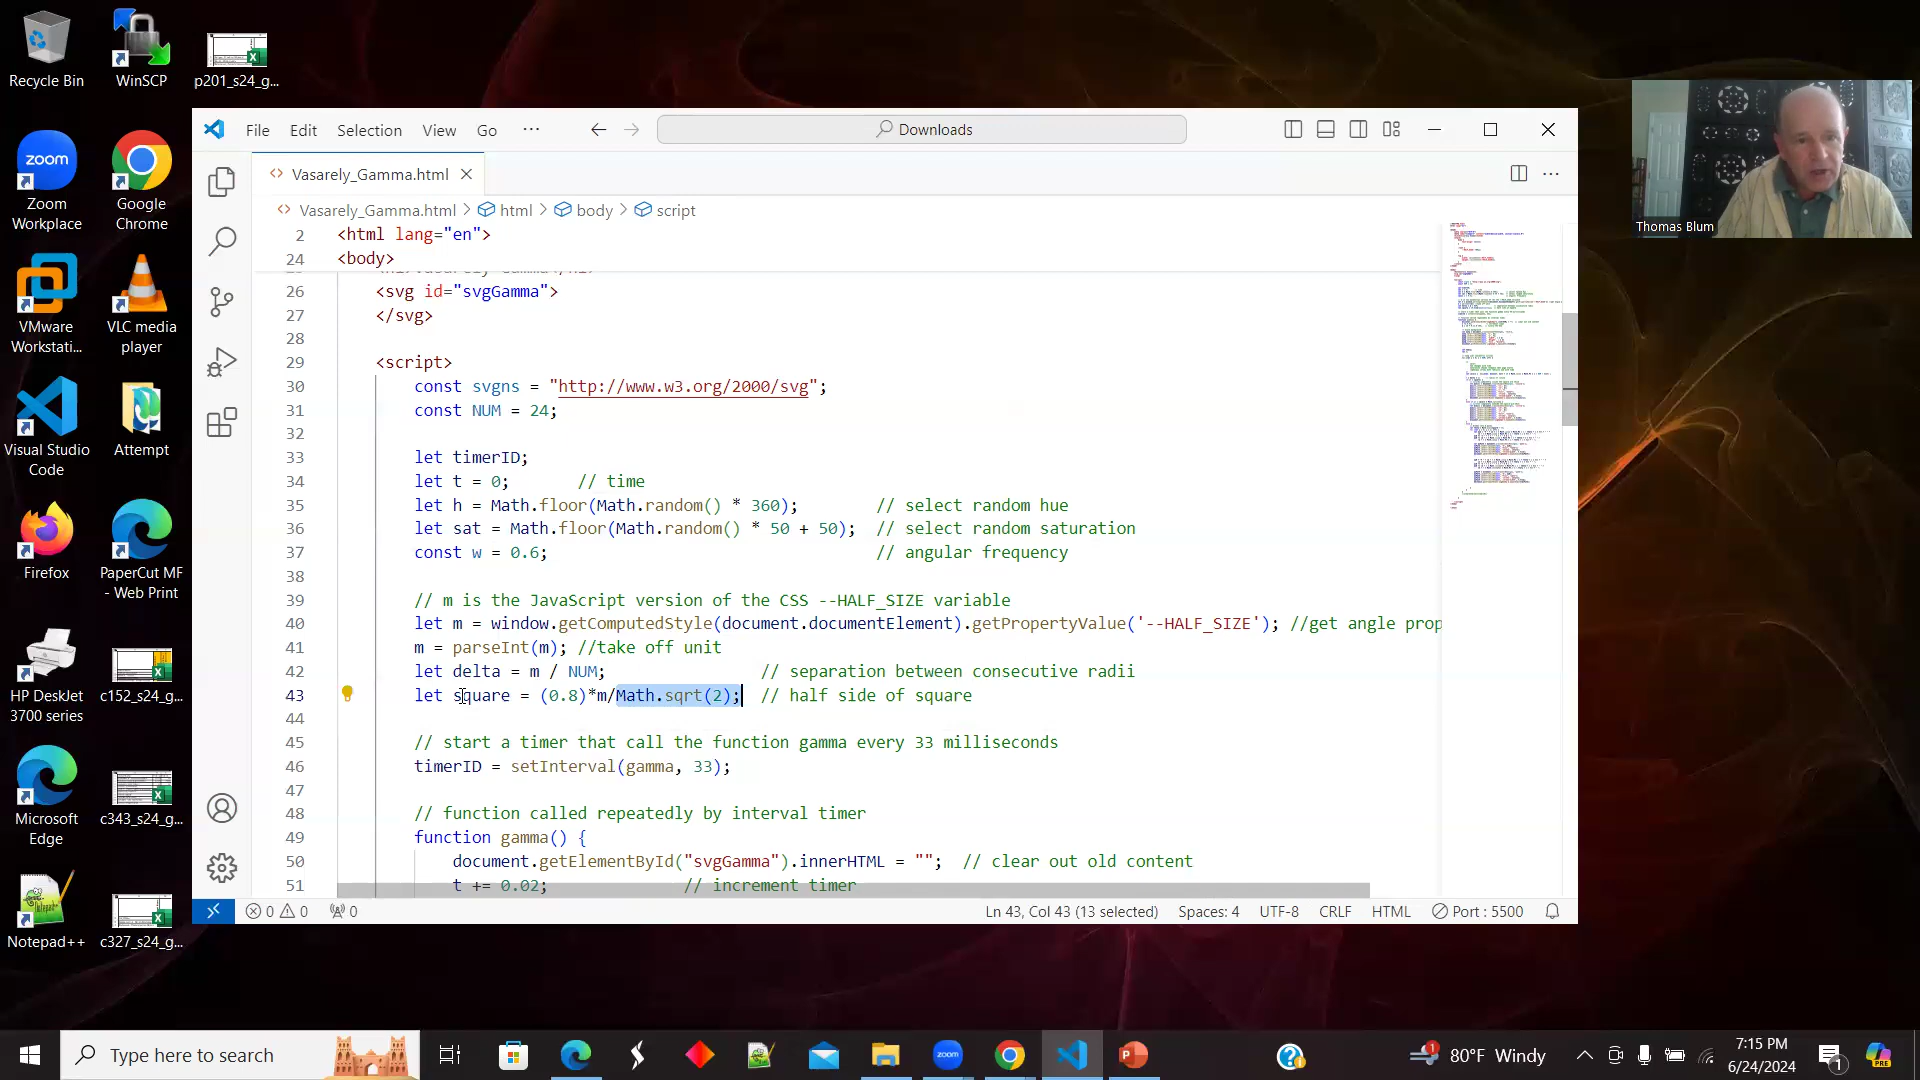 Recycle Bin
WinSCP
p201_s24_g...
Zoom Workplace
Google Chrome
VMware Workstati...
VLC media player
Visual Studio Code
Attempt
Firefox
PaperCut MF - Web Print
HP DeskJet 3700 series
c152_s24_g...
Microsoft Edge
c343_s24_g...
Notepad++
c327_s24_g...
File Edit Selection View Go ···
Downloads
Vasarely_Gamma.html
Vasarely_Gamma.html > html > body > script
2 <html lang="en">
24 <body>
26 <svg id="svgGamma">
27 </svg>
28
29 <script>
30 const svgns = "http://www.w3.org/2000/svg";
31 const NUM = 24;
32
33 let timerID;
34 let t = 0; // time
35 let h = Math.floor(Math.random() * 360); // select random hue
36 let sat = Math.floor(Math.random() * 50 + 50); // select random saturation
37 const w = 0.6; // angular frequency
38
39 // m is the JavaScript version of the CSS --HALF_SIZE variable
40 let m = window.getComputedStyle(document.documentElement).getPropertyValue('--HALF_SIZE'); //get angle prop
41 m = parseInt(m); //take off unit
42 let delta = m / NUM; // separation between consecutive radii
43 let square = (0.8)*m/Math.sqrt(2); // half side of square
44
45 // start a timer that call the function gamma every 33 milliseconds
46 timerID = setInterval(gamma, 33);
47
48 // function called repeatedly by interval timer
49 function gamma() {
50 document.getElementById("svgGamma").innerHTML = ""; // clear out old content
51 t += 0.02; // increment timer
0 0 0
Ln 43, Col 43 (13 selected) Spaces: 4 UTF-8 CRLF HTML Port : 5500
Thomas Blum
Type here to search
zoom
80°F Windy
7:15 PM
6/24/2024